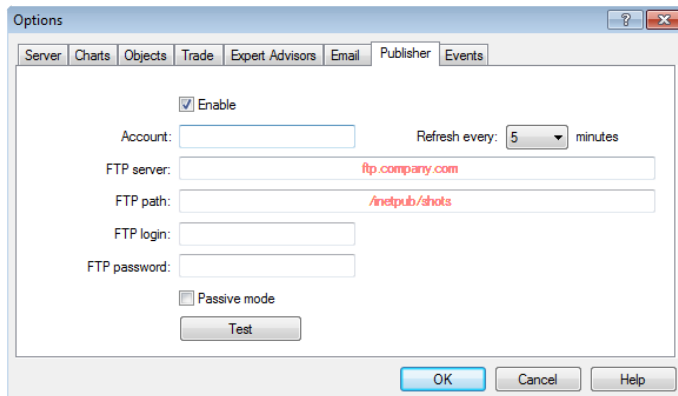 Options
Server Charts Objects Trade Expert Advisors Email Publisher Events
Enable
Account: Refresh every: 5 minutes
FTP server: ftp.company.com
FTP path: /inetpub/shots
FTP login:
FTP password:
Passive mode
Test
OK Cancel Help